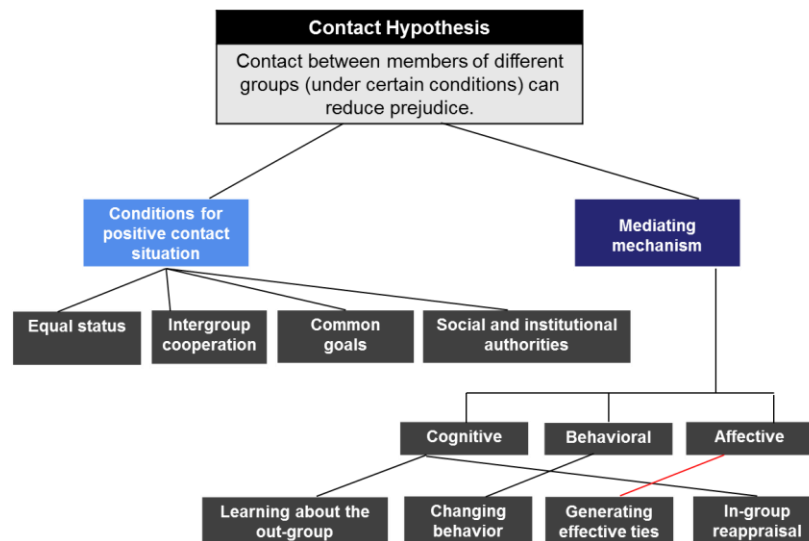 Contact Hypothesis
Contact between members of different
groups (under certain conditions) can
reduce prejudice.
Conditions for
positive contact
situation
Mediating
mechanism
Equal status
Intergroup
cooperation
Common
goals
Social and institutional
authorities
Cognitive
Behavioral
Affective
Learning about the
out-group
Changing
behavior
Generating
effective ties
In-group
reappraisal